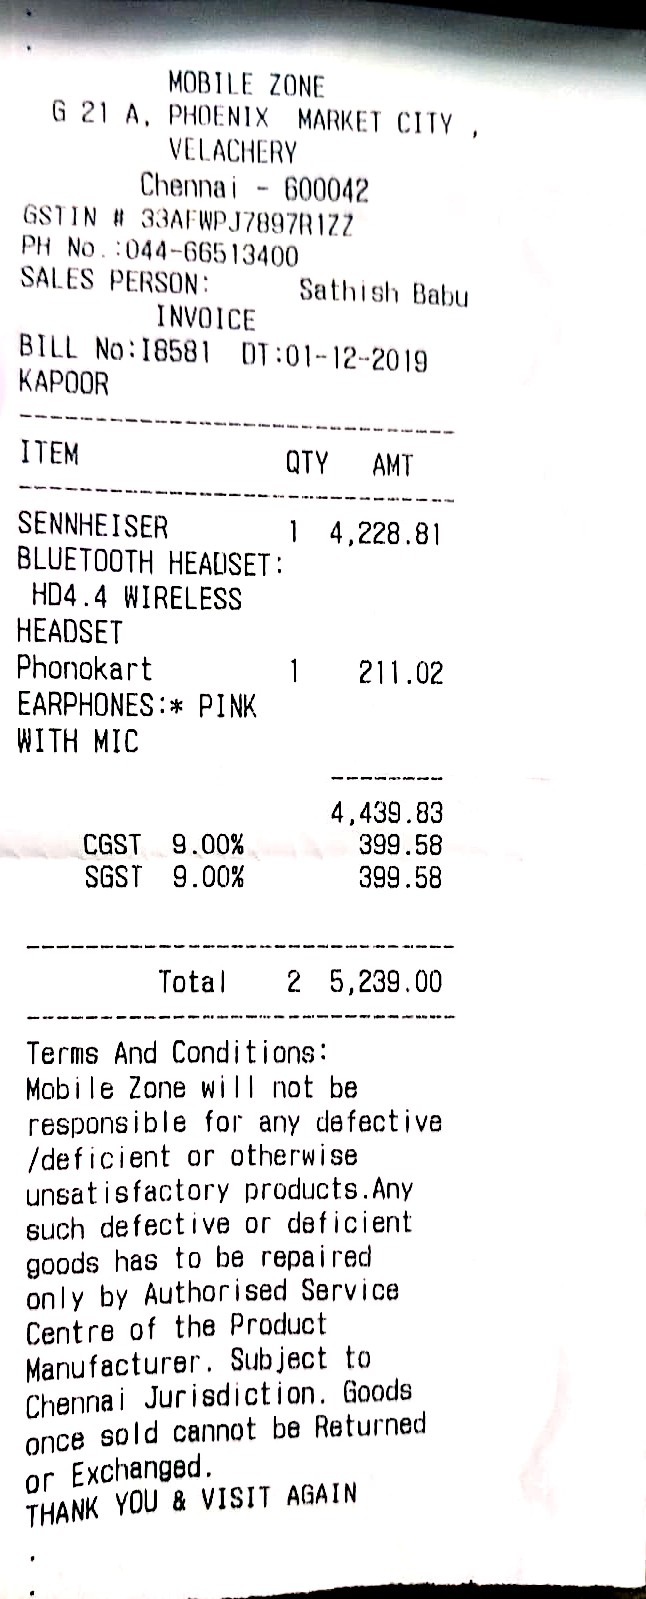 MOBILE ZONE
G 21 A, PHOENIX MARKET CITY ,
VELACHERY
Chennai - 600042
GSTIN # 33AFWPJ7897R1ZZ
PH No.:044-66513400
SALES PERSON: Sathish Babu
INVOICE
BILL No:I8581 DT:01-12-2019
KAPOOR
ITEM QTY AMT
SENNHEISER 1 4,228.81
BLUETOOTH HEADSET:
HD4.4 WIRELESS
HEADSET
Phonokart 1 211.02
EARPHONES:* PINK
WITH MIC
4,439.83
CGST 9.00% 399.58
SGST 9.00% 399.58
Total 2 5,239.00
Terms And Conditions:
Mobile Zone will not be
responsible for any defective
/deficient or otherwise
unsatisfactory products.Any
such defective or deficient
goods has to be repaired
only by Authorised Service
Centre of the Product
Manufacturer. Subject to
Chennai Jurisdiction. Goods
once sold cannot be Returned
or Exchanged.
THANK YOU & VISIT AGAIN